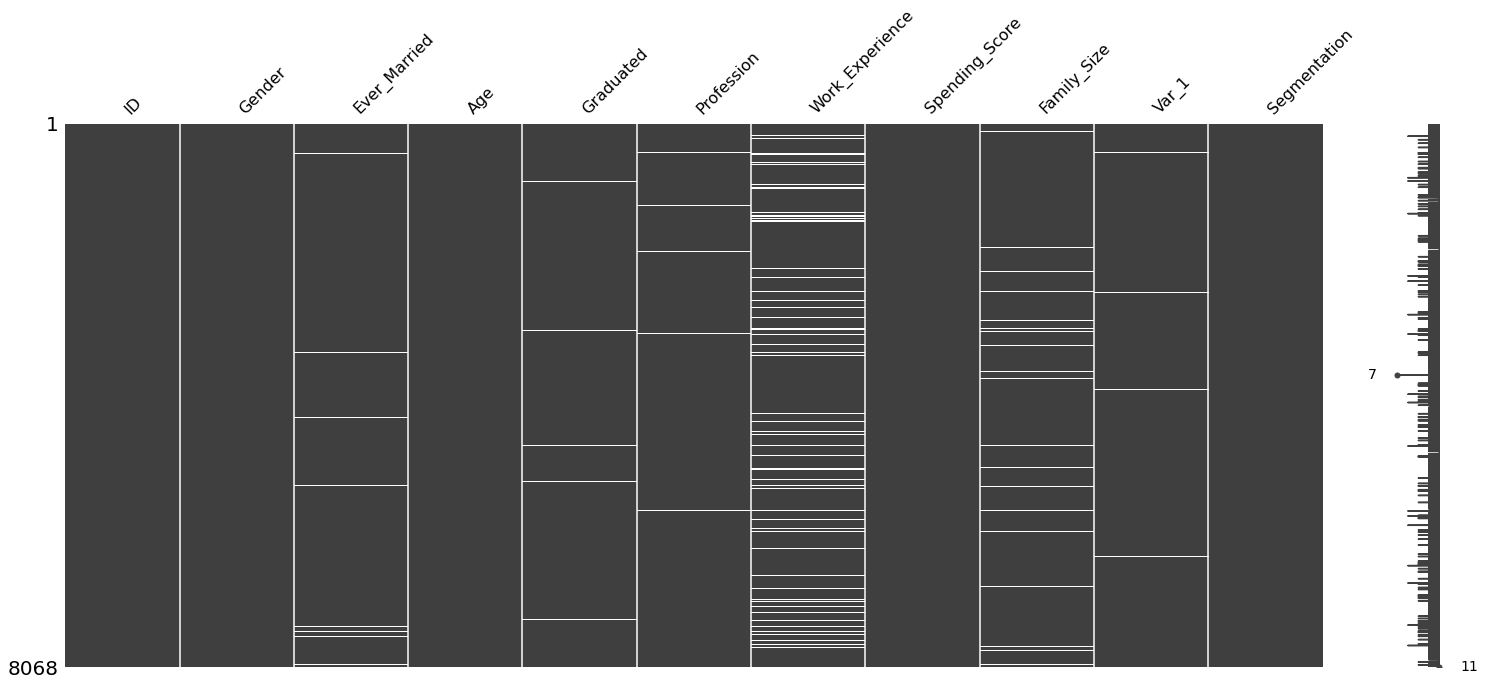 ID
Gender
Ever_Married
Age
Graduated
Profession
Work_Experience
Spending_Score
Family_Size
Var_1
Segmentation
1
7
8068
11